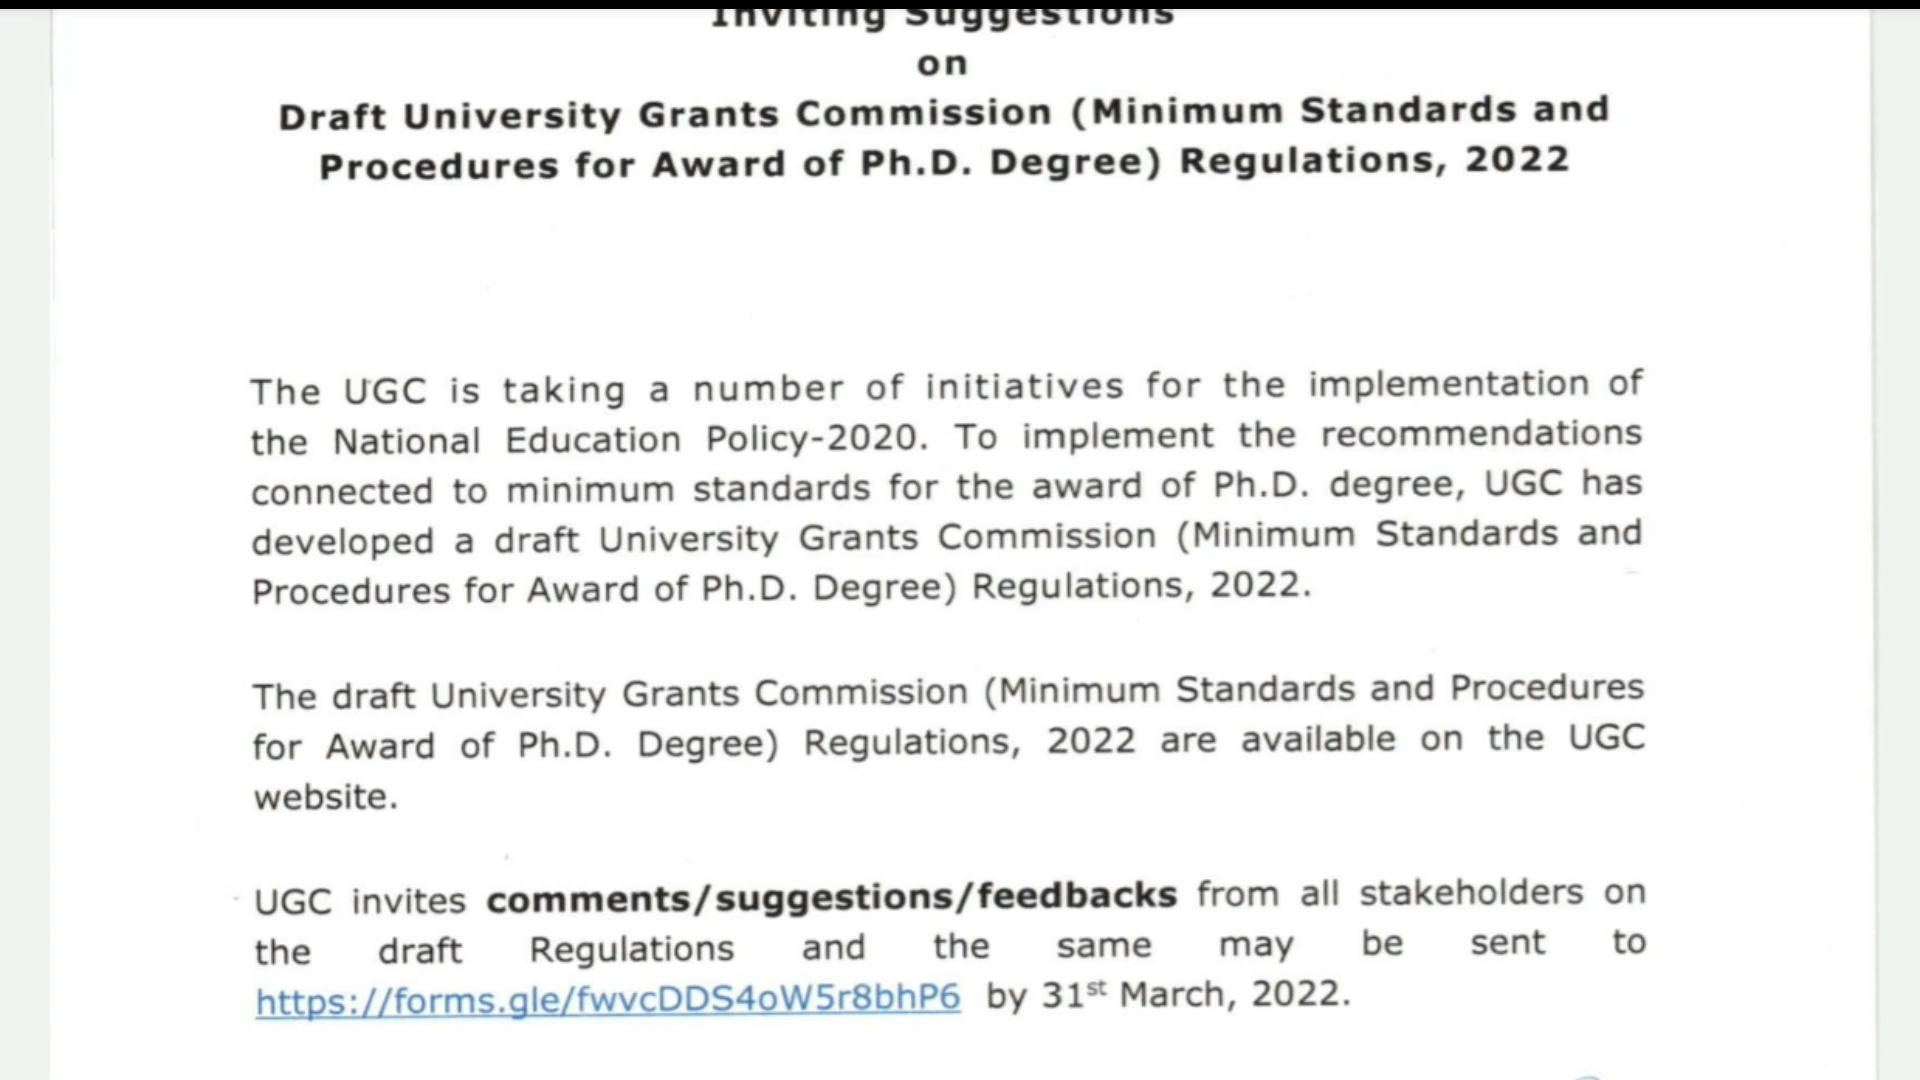 Inviting Suggestions
on
Draft University Grants Commission (Minimum Standards and
Procedures for Award of Ph.D. Degree) Regulations, 2022
The UGC is taking a number of initiatives for the implementation of
the National Education Policy-2020. To implement the recommendations
connected to minimum standards for the award of Ph.D. degree, UGC has
developed a draft University Grants Commission (Minimum Standards and
Procedures for Award of Ph.D. Degree) Regulations, 2022.
The draft University Grants Commission (Minimum Standards and Procedures
for Award of Ph.D. Degree) Regulations, 2022 are available on the UGC
website.
UGC invites comments/suggestions/feedbacks from all stakeholders on
the draft Regulations and the same may be sent to
https://forms.gle/fwvcDDS4oW5r8bhP6 by 31st March, 2022.